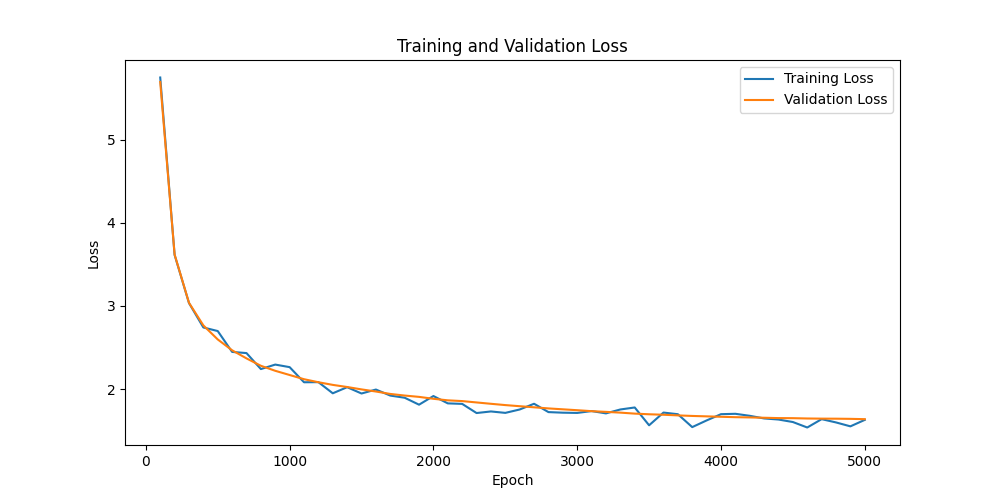 Training and Validation Loss
Training Loss
Validation Loss
Loss
5
4
3
2
0
1000
2000
3000
4000
5000
Epoch